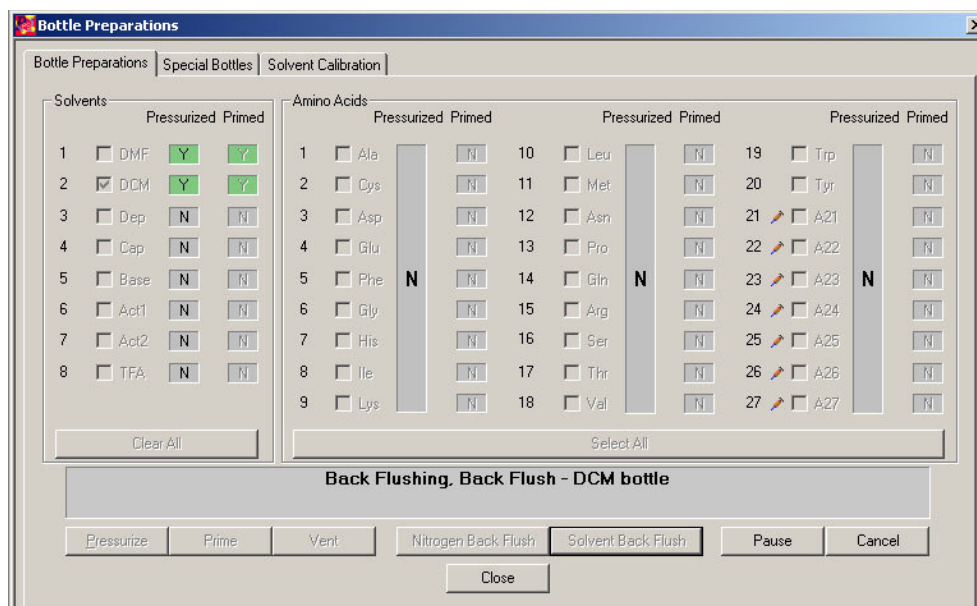 Bottle Preparations
Bottle Preparations Special Bottles Solvent Calibration
Solvents Amino Acids
Pressurized Primed Pressurized Primed Pressurized Primed Pressurized Primed
1 DMF Y Y 1 Ala N 10 Leu N 19 Trp N
2 DCM Y Y 2 Cys N 11 Met N 20 Tyr N
3 Dep N N 3 Asp N 12 Asn N 21 A21 N
4 Cap N N 4 Glu N 13 Pro N 22 A22 N
5 Base N N 5 Phe N N 14 Gln N N 23 A23 N N
6 Act1 N N 6 Gly N 15 Arg N 24 A24 N
7 Act2 N N 7 His N 16 Ser N 25 A25 N
8 TFA N N 8 Ile N 17 Thr N 26 A26 N
9 Lys N 18 Val N 27 A27 N
Clear All Select All
Back Flushing, Back Flush - DCM bottle
Pressurize Prime Vent Nitrogen Back Flush Solvent Back Flush Pause Cancel
Close